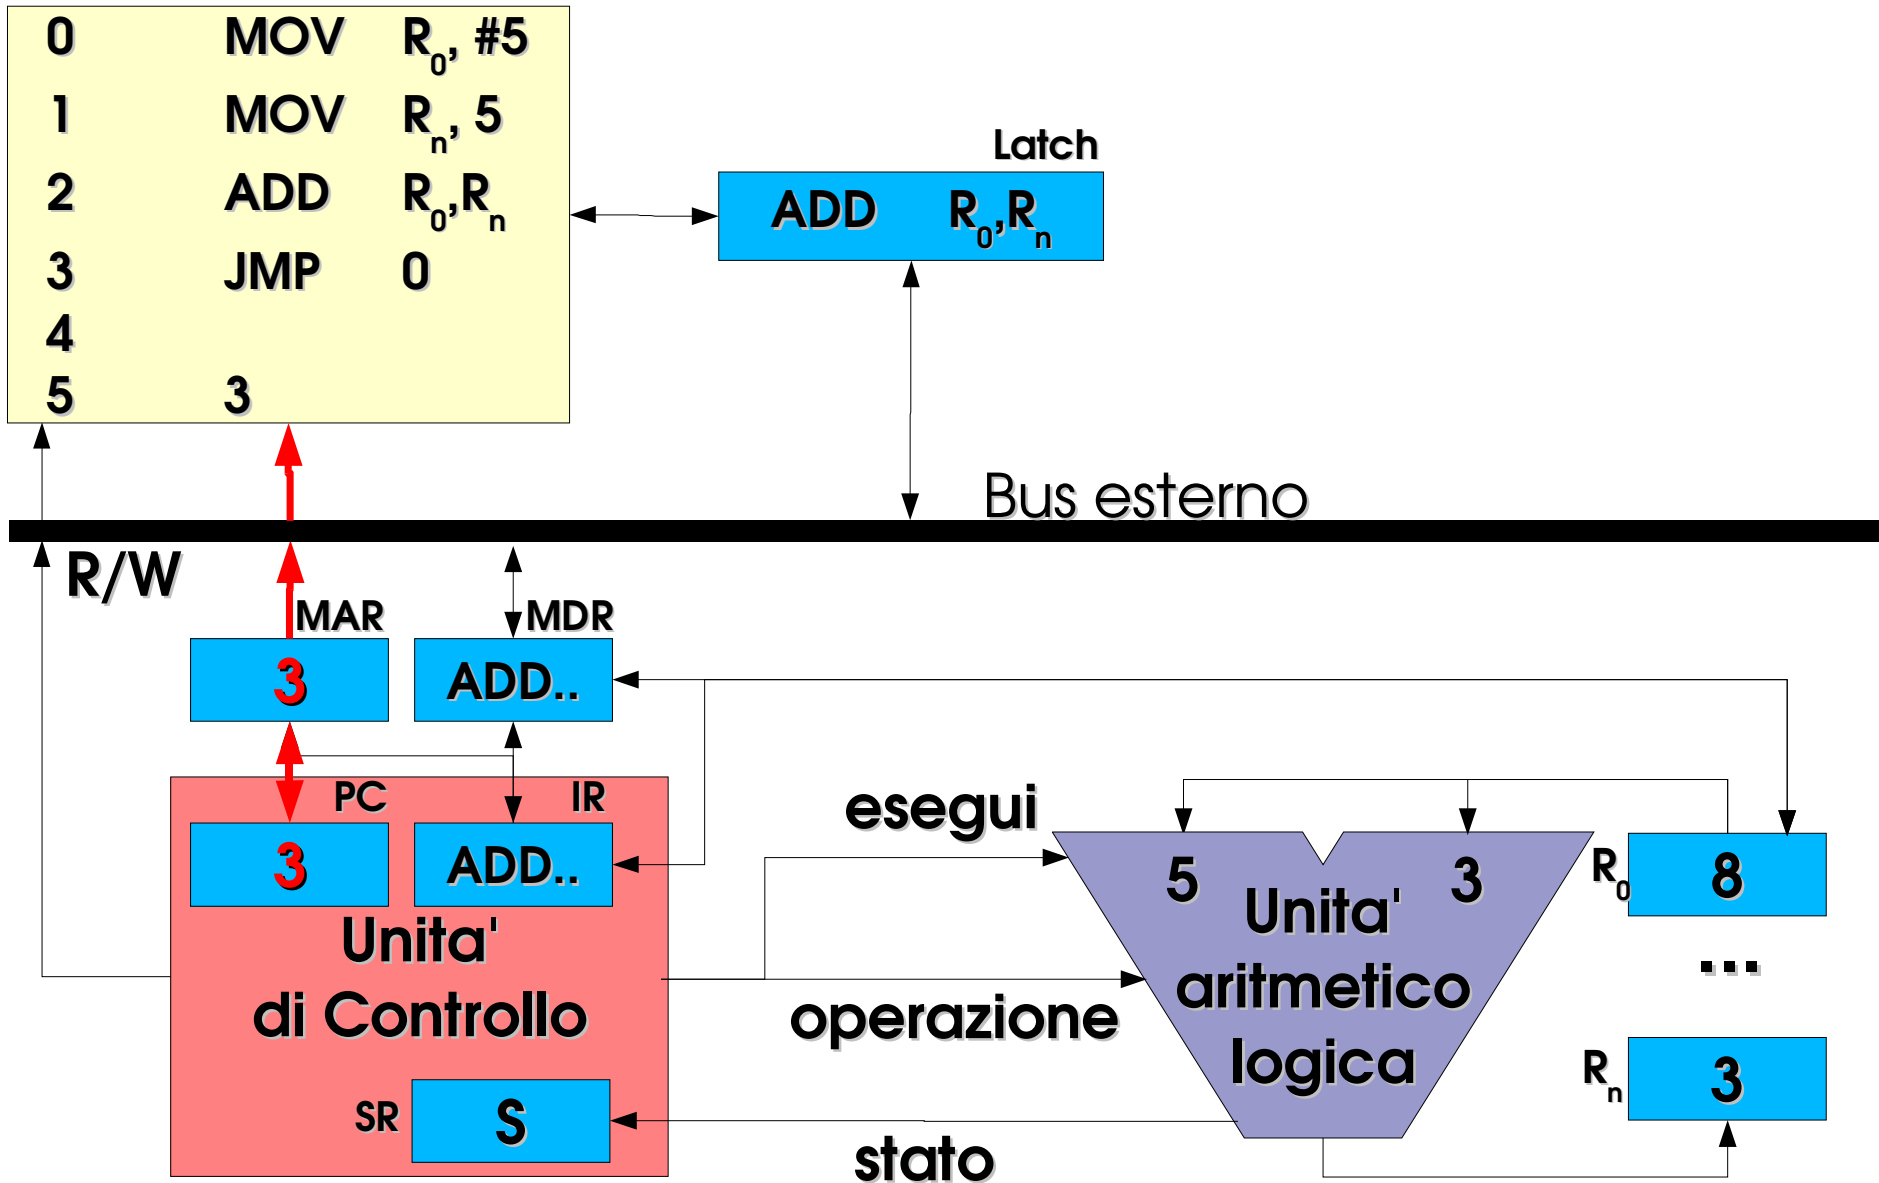 0 MOV R0, #5
1 MOV Rn, 5
2 ADD R0,Rn
3 JMP 0
4
5 3
Latch
ADD R0,Rn
Bus esterno
R/W
MAR
3
MDR
ADD..
PC
3
IR
ADD..
Unita'
di Controllo
SR
S
esegui
operazione
stato
5 3
Unita'
aritmetico
logica
R0
8
...
Rn
3